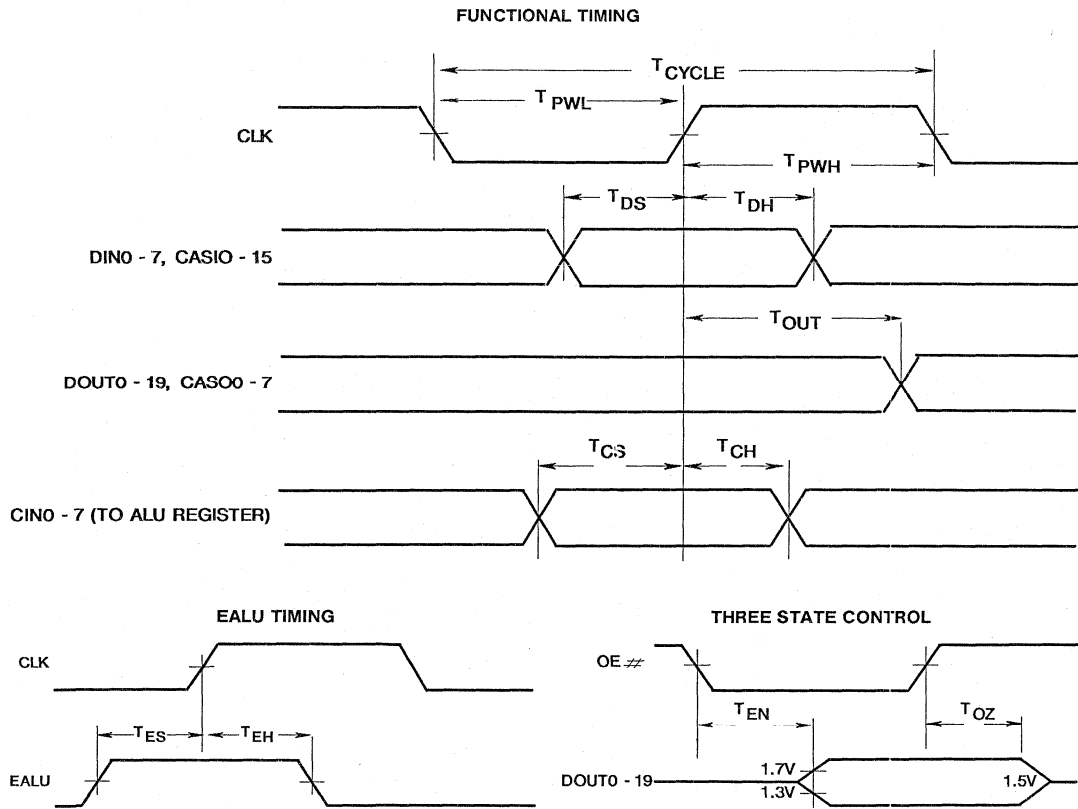 FUNCTIONAL TIMING
TCYCLE
TPWL
CLK
TPWH
TDS
TDH
DIN0 - 7, CASI0 - 15
TOUT
DOUT0 - 19, CASO0 - 7
TCS
TCH
CIN0 - 7 (TO ALU REGISTER)
EALU TIMING
CLK
TES
TEH
EALU
THREE STATE CONTROL
OE#
TEN
TOZ
DOUT0 - 19
1.7V
1.3V
1.5V